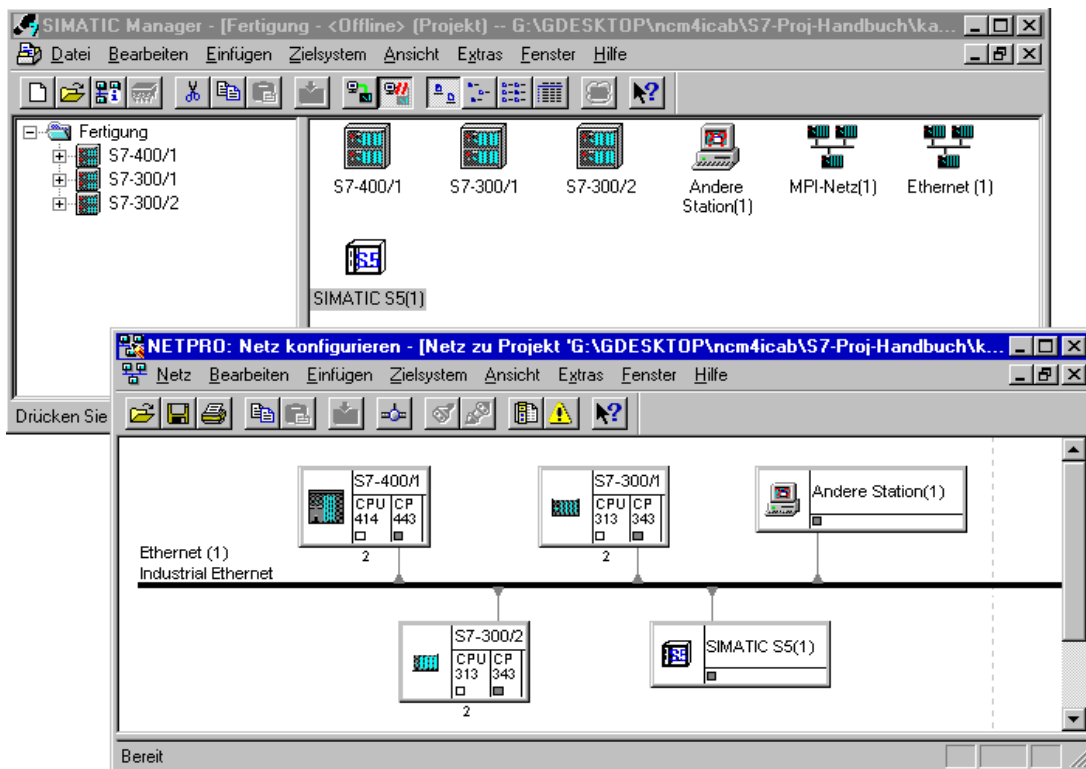 SIMATIC Manager - [Fertigung - <Offline> (Projekt) -- G:\GDESKTOP\ncm4icab\S7-Proj-Handbuch\ka...
Datei Bearbeiten Einfügen Zielsystem Ansicht Extras Fenster Hilfe
Fertigung
S7-400/1
S7-300/1
S7-300/2
S7-400/1
S7-300/1
S7-300/2
Andere
Station(1)
MPI-Netz(1)
Ethernet (1)
S5
SIMATIC S5(1)
Drücken Sie
NETPRO: Netz konfigurieren - [Netz zu Projekt 'G:\GDESKTOP\ncm4icab\S7-Proj-Handbuch\k...
Netz Bearbeiten Einfügen Zielsystem Ansicht Extras Fenster Hilfe
S7-400/1
CPU CP
414 443
2
S7-300/1
CPU CP
313 343
2
Andere Station(1)
Ethernet (1)
Industrial Ethernet
S7-300/2
CPU CP
313 343
2
S5
SIMATIC S5(1)
Bereit